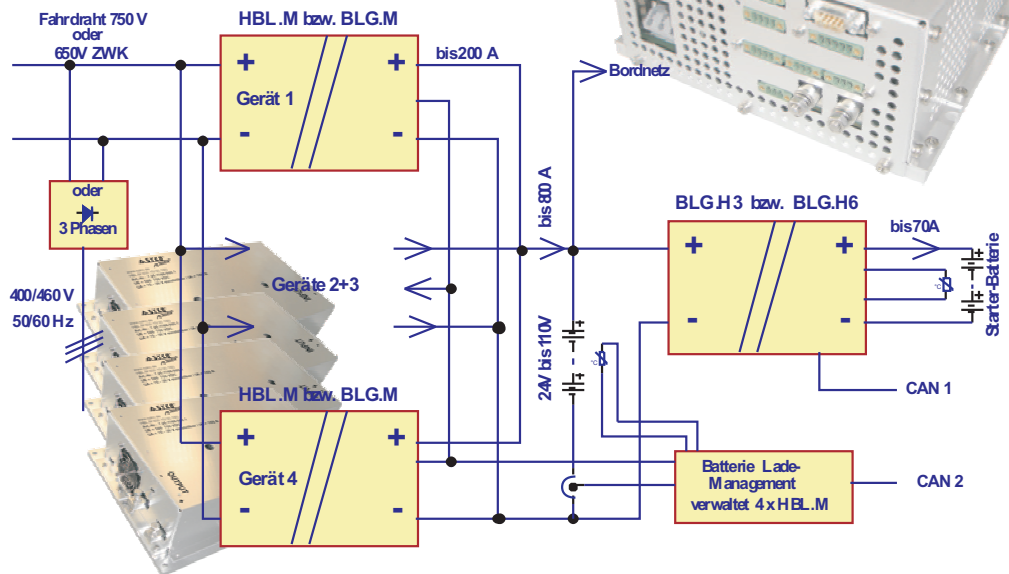 HBL.M bzw. BLG.M
Fahrdraht 750 V
oder
650V ZWK
bis200 A
+
+
Gerät 1
-
-
Bordnetz
oder
3 Phasen
bis 800 A
BLG.H3 bzw. BLG.H6
bis70A
+
+
+
+
-
-
Starter-Batterie
400/460 V
50/60 Hz
Geräte 2+3
24V bis 110V
+
+
°C
°C
CAN 1
HBL.M bzw. BLG.M
+
+
Gerät 4
-
-
Batterie Lade-
Management
verwaltet 4 x HBL.M
CAN 2